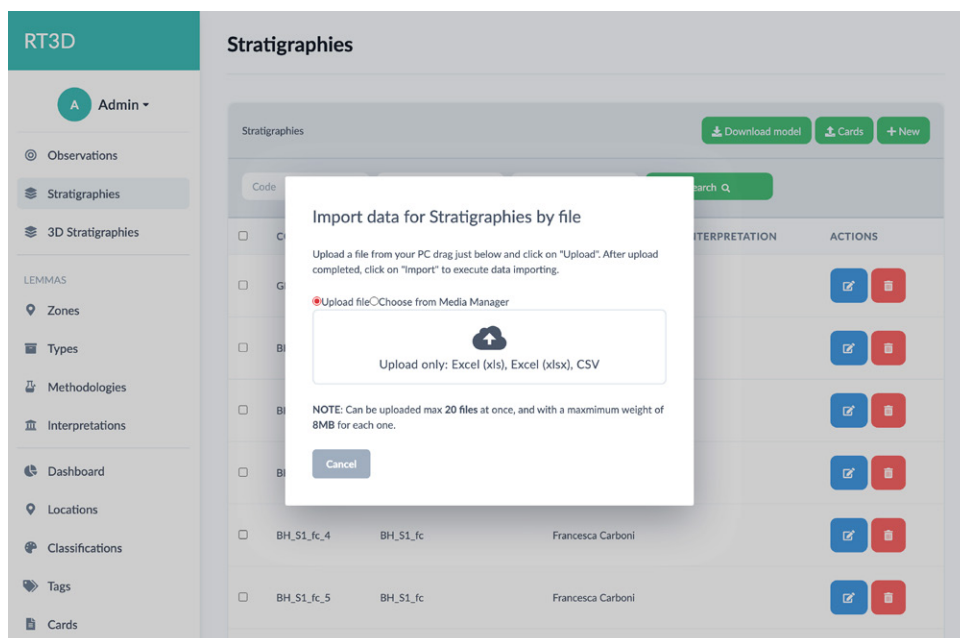 RT3D
Stratigraphies
A Admin
Stratigraphies
Download model
Cards
+ New
Observations
Stratigraphies
3D Stratigraphies
LEMMAS
Zones
Types
Methodologies
Interpretations
Dashboard
Locations
Classifications
Tags
Cards
Code
ACTIONS
Import data for Stratigraphies by file
Upload a file from your PC drag just below and click on "Upload". After upload
completed, click on "Import" to execute data importing.
Upload file Choose from Media Manager
Upload only: Excel (xls), Excel (xlsx), CSV
NOTE: Can be uploaded max 20 files at once, and with a maxmimum weight of
8MB for each one.
Cancel
BH_S1_fc_4 BH_S1_fc Francesca Carboni
BH_S1_fc_5 BH_S1_fc Francesca Carboni